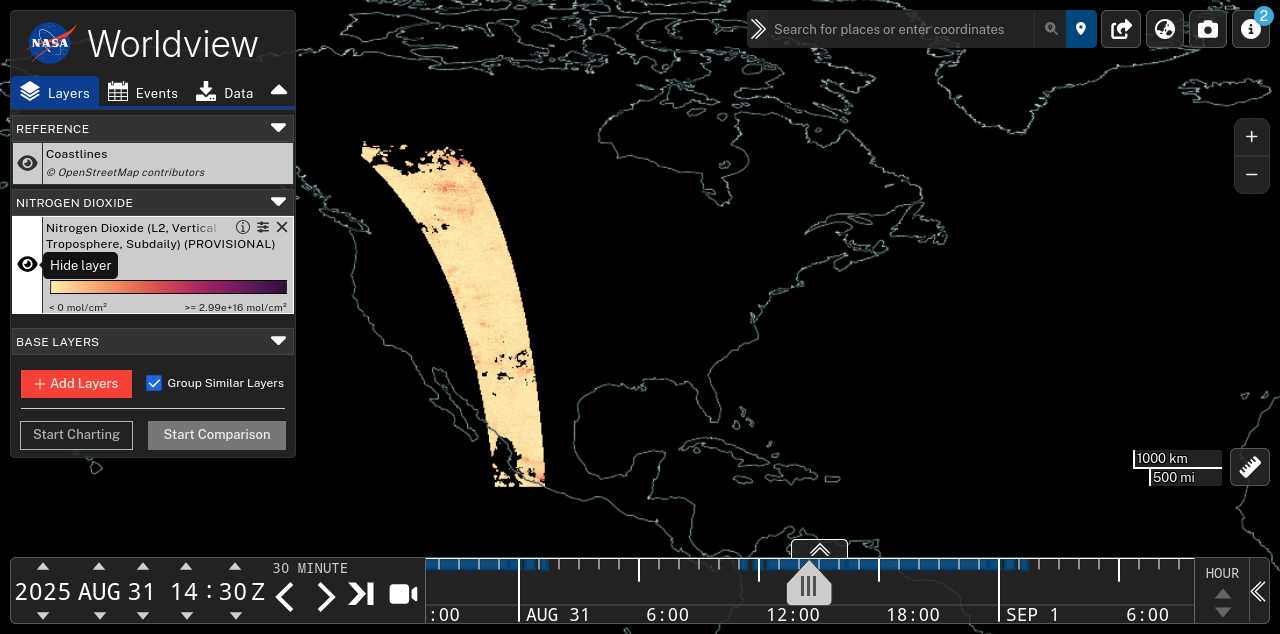 NASA
Worldview
Layers
Events
Data
Search for places or enter coordinates
2
REFERENCE
Coastlines
© OpenStreetMap contributors
NITROGEN DIOXIDE
Nitrogen Dioxide (L2, Vertical
Troposphere, Subdaily) (PROVISIONAL)
Hide layer
< 0 mol/cm²
>= 2.99e+16 mol/cm²
BASE LAYERS
+ Add Layers
Group Similar Layers
Start Charting
Start Comparison
+
−
1000 km
500 mi
2025 AUG 31 14 : 30 Z
30 MINUTE
:00
AUG 31
6:00
12:00
18:00
SEP 1
6:00
HOUR